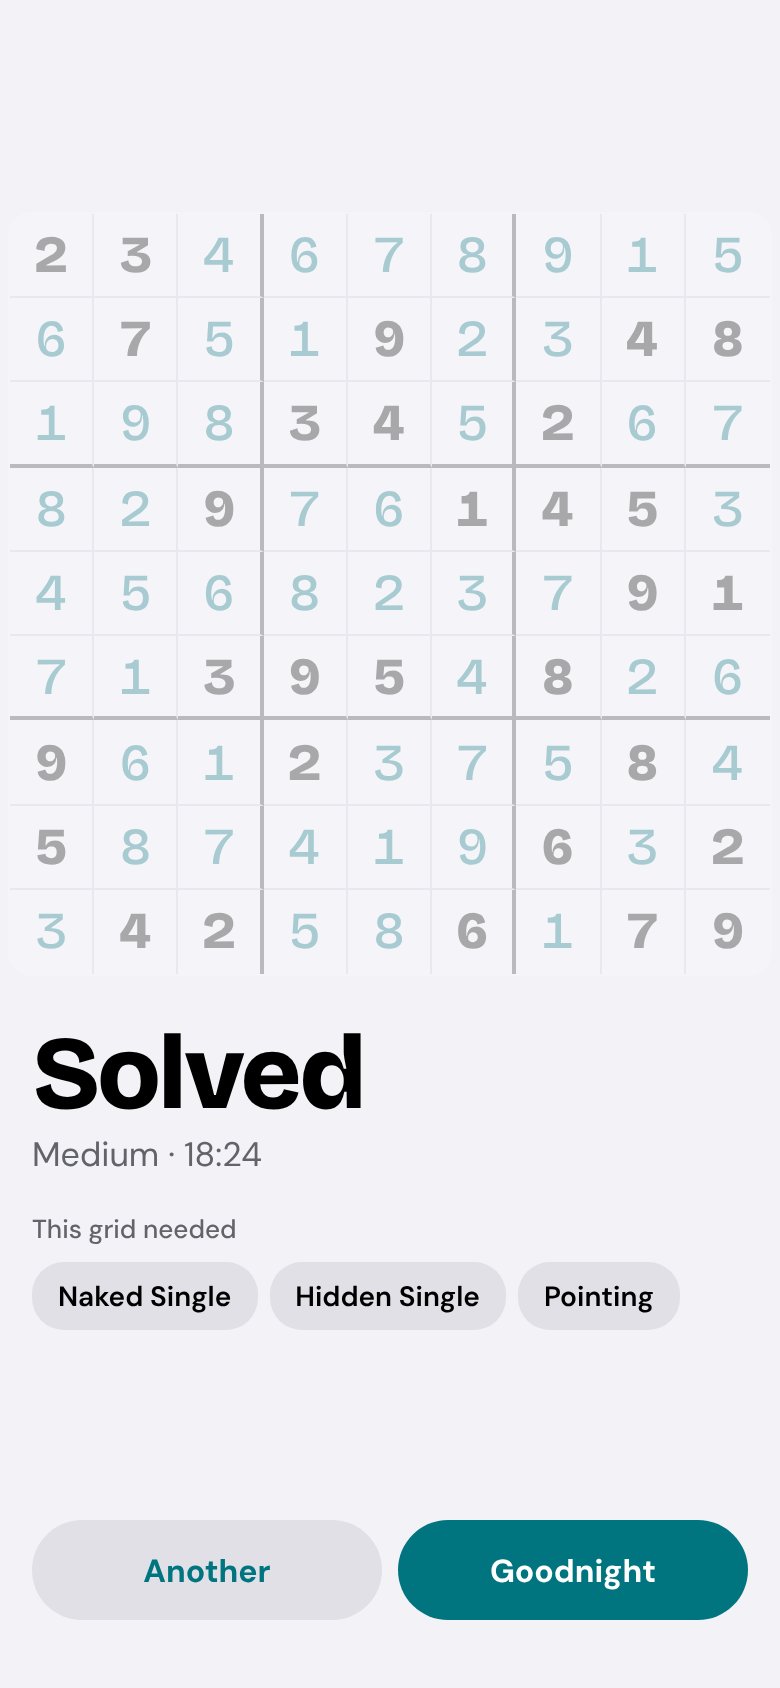 2 3 4 6 7 8 9 1 5
6 7 5 1 9 2 3 4 8
1 9 8 3 4 5 2 6 7
8 2 9 7 6 1 4 5 3
4 5 6 8 2 3 7 9 1
7 1 3 9 5 4 8 2 6
9 6 1 2 3 7 5 8 4
5 8 7 4 1 9 6 3 2
3 4 2 5 8 6 1 7 9
Solved
Medium · 18:24
This grid needed
Naked Single Hidden Single Pointing
Another Goodnight